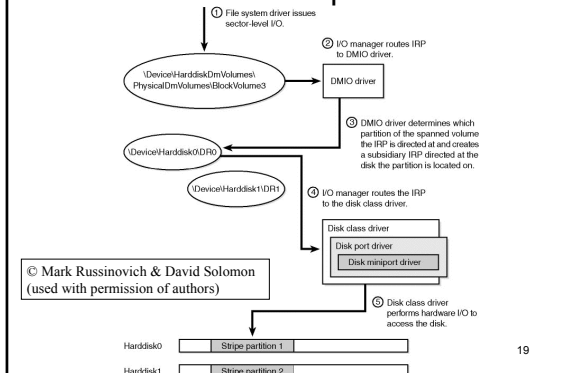 ① File system driver issues
sector-level I/O.
② I/O manager routes IRP
to DMIO driver.
\Device\HarddiskDmVolumes\
PhysicalDmVolumes\BlockVolume3
DMIO driver
③ DMIO driver determines which
partition of the spanned volume
the IRP is directed at and creates
a subsidiary IRP directed at the
disk the partition is located on.
\Device\Harddisk0\DR0
\Device\Harddisk1\DR1
④ I/O manager routes the IRP
to the disk class driver.
Disk class driver
Disk port driver
Disk miniport driver
© Mark Russinovich & David Solomon
(used with permission of authors)
⑤ Disk class driver
performs hardware I/O to
access the disk.
Harddisk0
Stripe partition 1
19
Harddisk1
Stripe partition 2